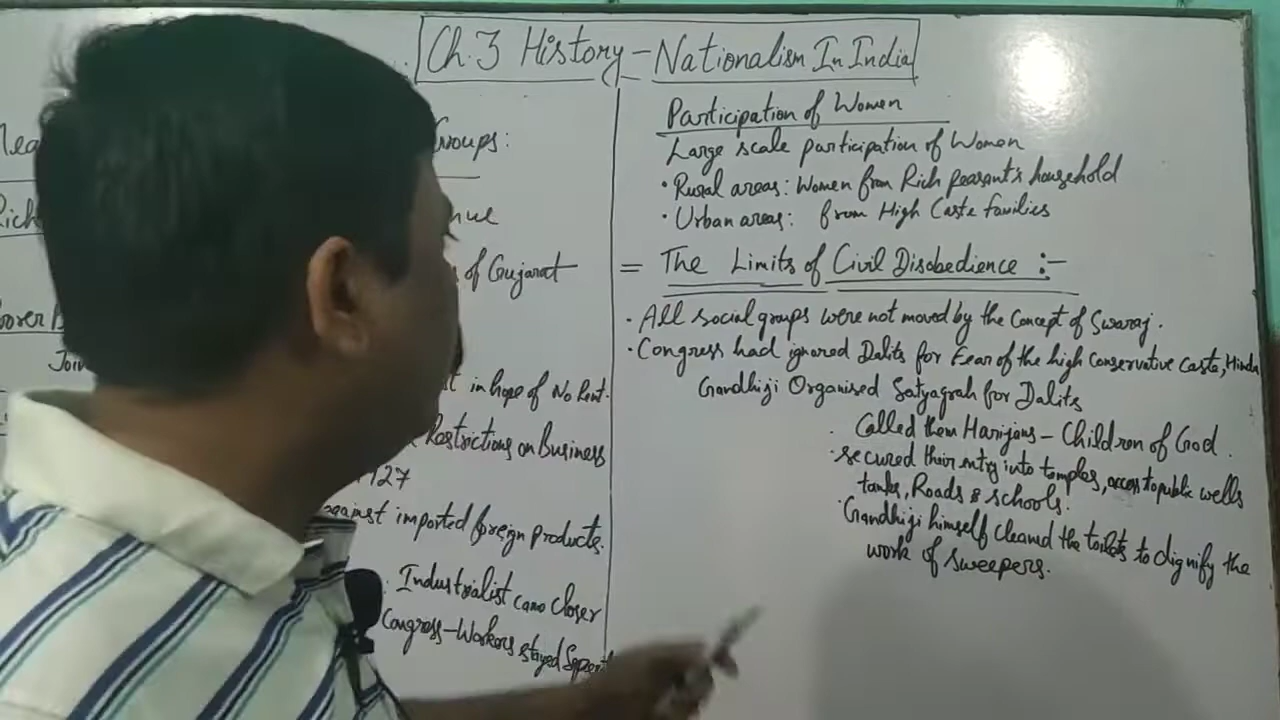 Ch.3 History - Nationalism In India
Groups:
Rich
of Gujarat
Join
in hope of No Rent.
Restrictions on Business
against imported foreign products.
Industrialist came closer
Congress - Workers stayed
Participation of Women
Large scale participation of Women
• Rural areas: Women from Rich peasant's household
• Urban areas: from High Caste families
= The Limits of Civil Disobedience :-
• All social groups were not moved by the Concept of Swaraj.
• Congress had ignored Dalits for Fear of the high conservative caste, Hindu
Gandhiji Organised Satyagrah for Dalits
• Called them Harijans - Children of God.
• secured their entry into temples, access to public wells
tanks, Roads & schools.
• Gandhiji himself cleaned the toilets to dignify the
work of sweepers.